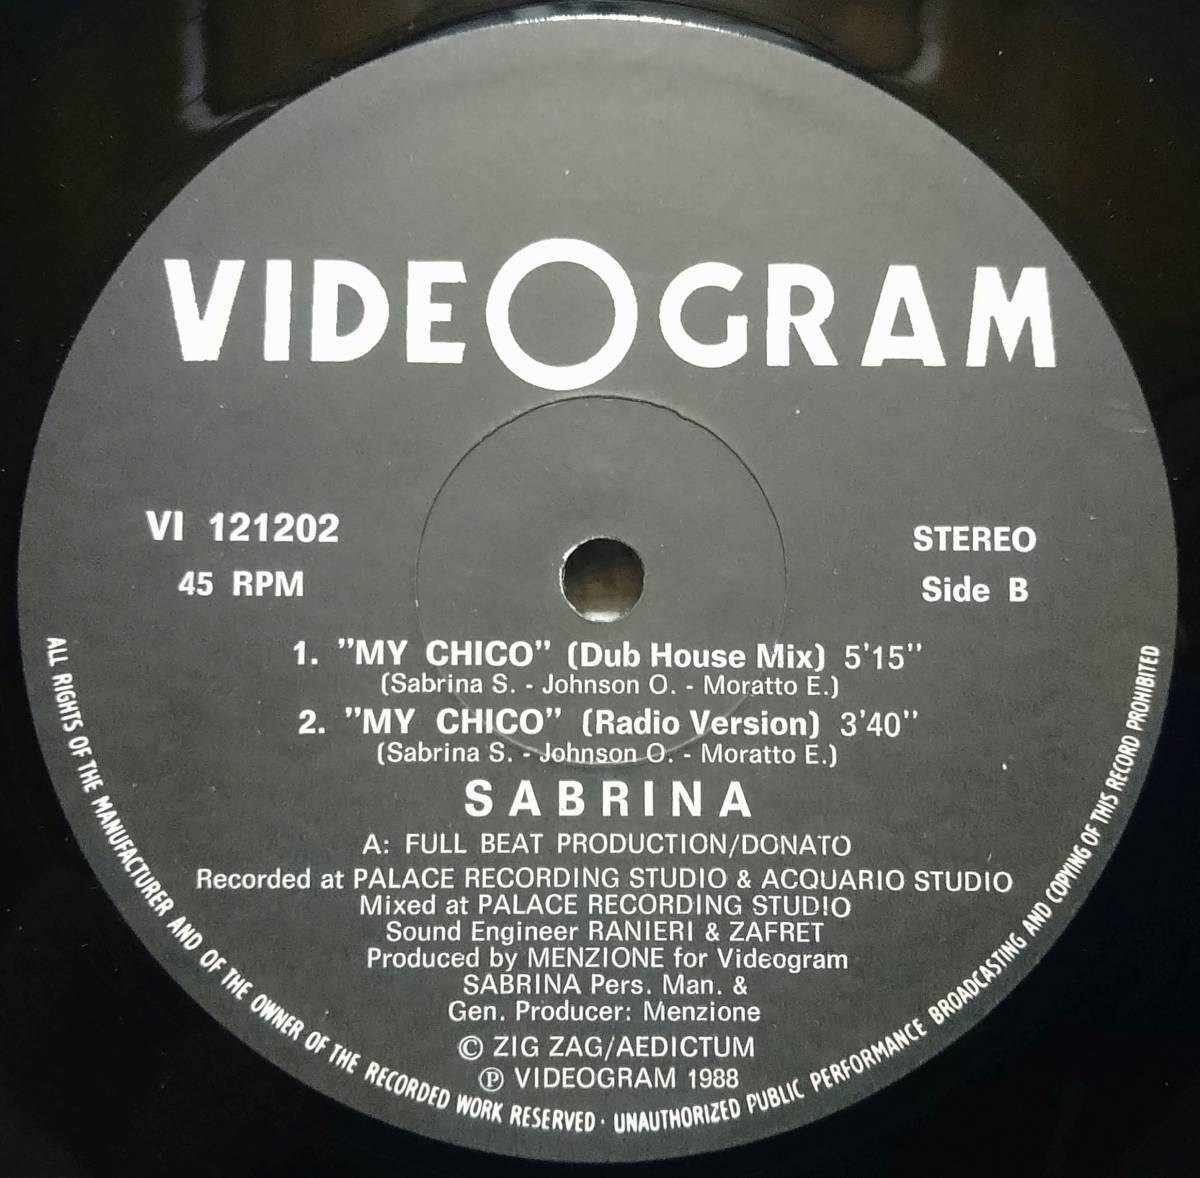 VIDEOGRAM
VI 121202
45 RPM
STEREO
Side B
1. "MY CHICO" (Dub House Mix) 5'15"
(Sabrina S. - Johnson O. - Moratto E.)
2. "MY CHICO" (Radio Version) 3'40"
(Sabrina S. - Johnson O. - Moratto E.)
SABRINA
A: FULL BEAT PRODUCTION/DONATO
Recorded at PALACE RECORDING STUDIO & ACQUARIO STUDIO
Mixed at PALACE RECORDING STUDIO
Sound Engineer RANIERI & ZAFRET
Produced by MENZIONE for Videogram
SABRINA Pers. Man. &
Gen. Producer: Menzione
© ZIG ZAG/AEDICTUM
℗ VIDEOGRAM 1988
ALL RIGHTS OF THE MANUFACTURER AND OF THE OWNER OF THE RECORDED WORK RESERVED · UNAUTHORIZED PUBLIC PERFORMANCE BROADCASTING AND COPYING OF THIS RECORD PROHIBITED